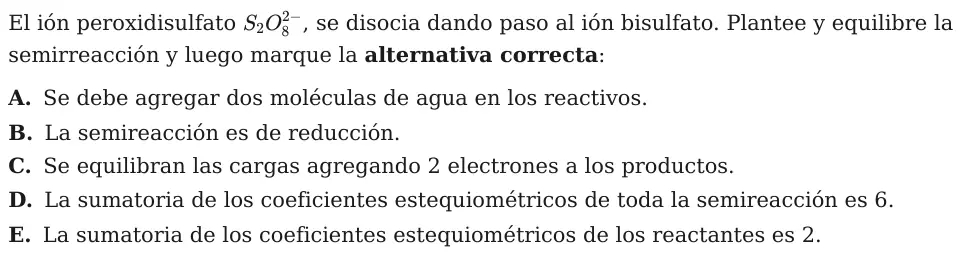 El ión peroxidisulfato $S_2O_8^{2-}$, se disocia dando paso al ión bisulfato. Plantee y equilibre la
semirreacción y luego marque la alternativa correcta:
A. Se debe agregar dos moléculas de agua en los reactivos.
B. La semireacción es de reducción.
C. Se equilibran las cargas agregando 2 electrones a los productos.
D. La sumatoria de los coeficientes estequiométricos de toda la semireacción es 6.
E. La sumatoria de los coeficientes estequiométricos de los reactantes es 2.